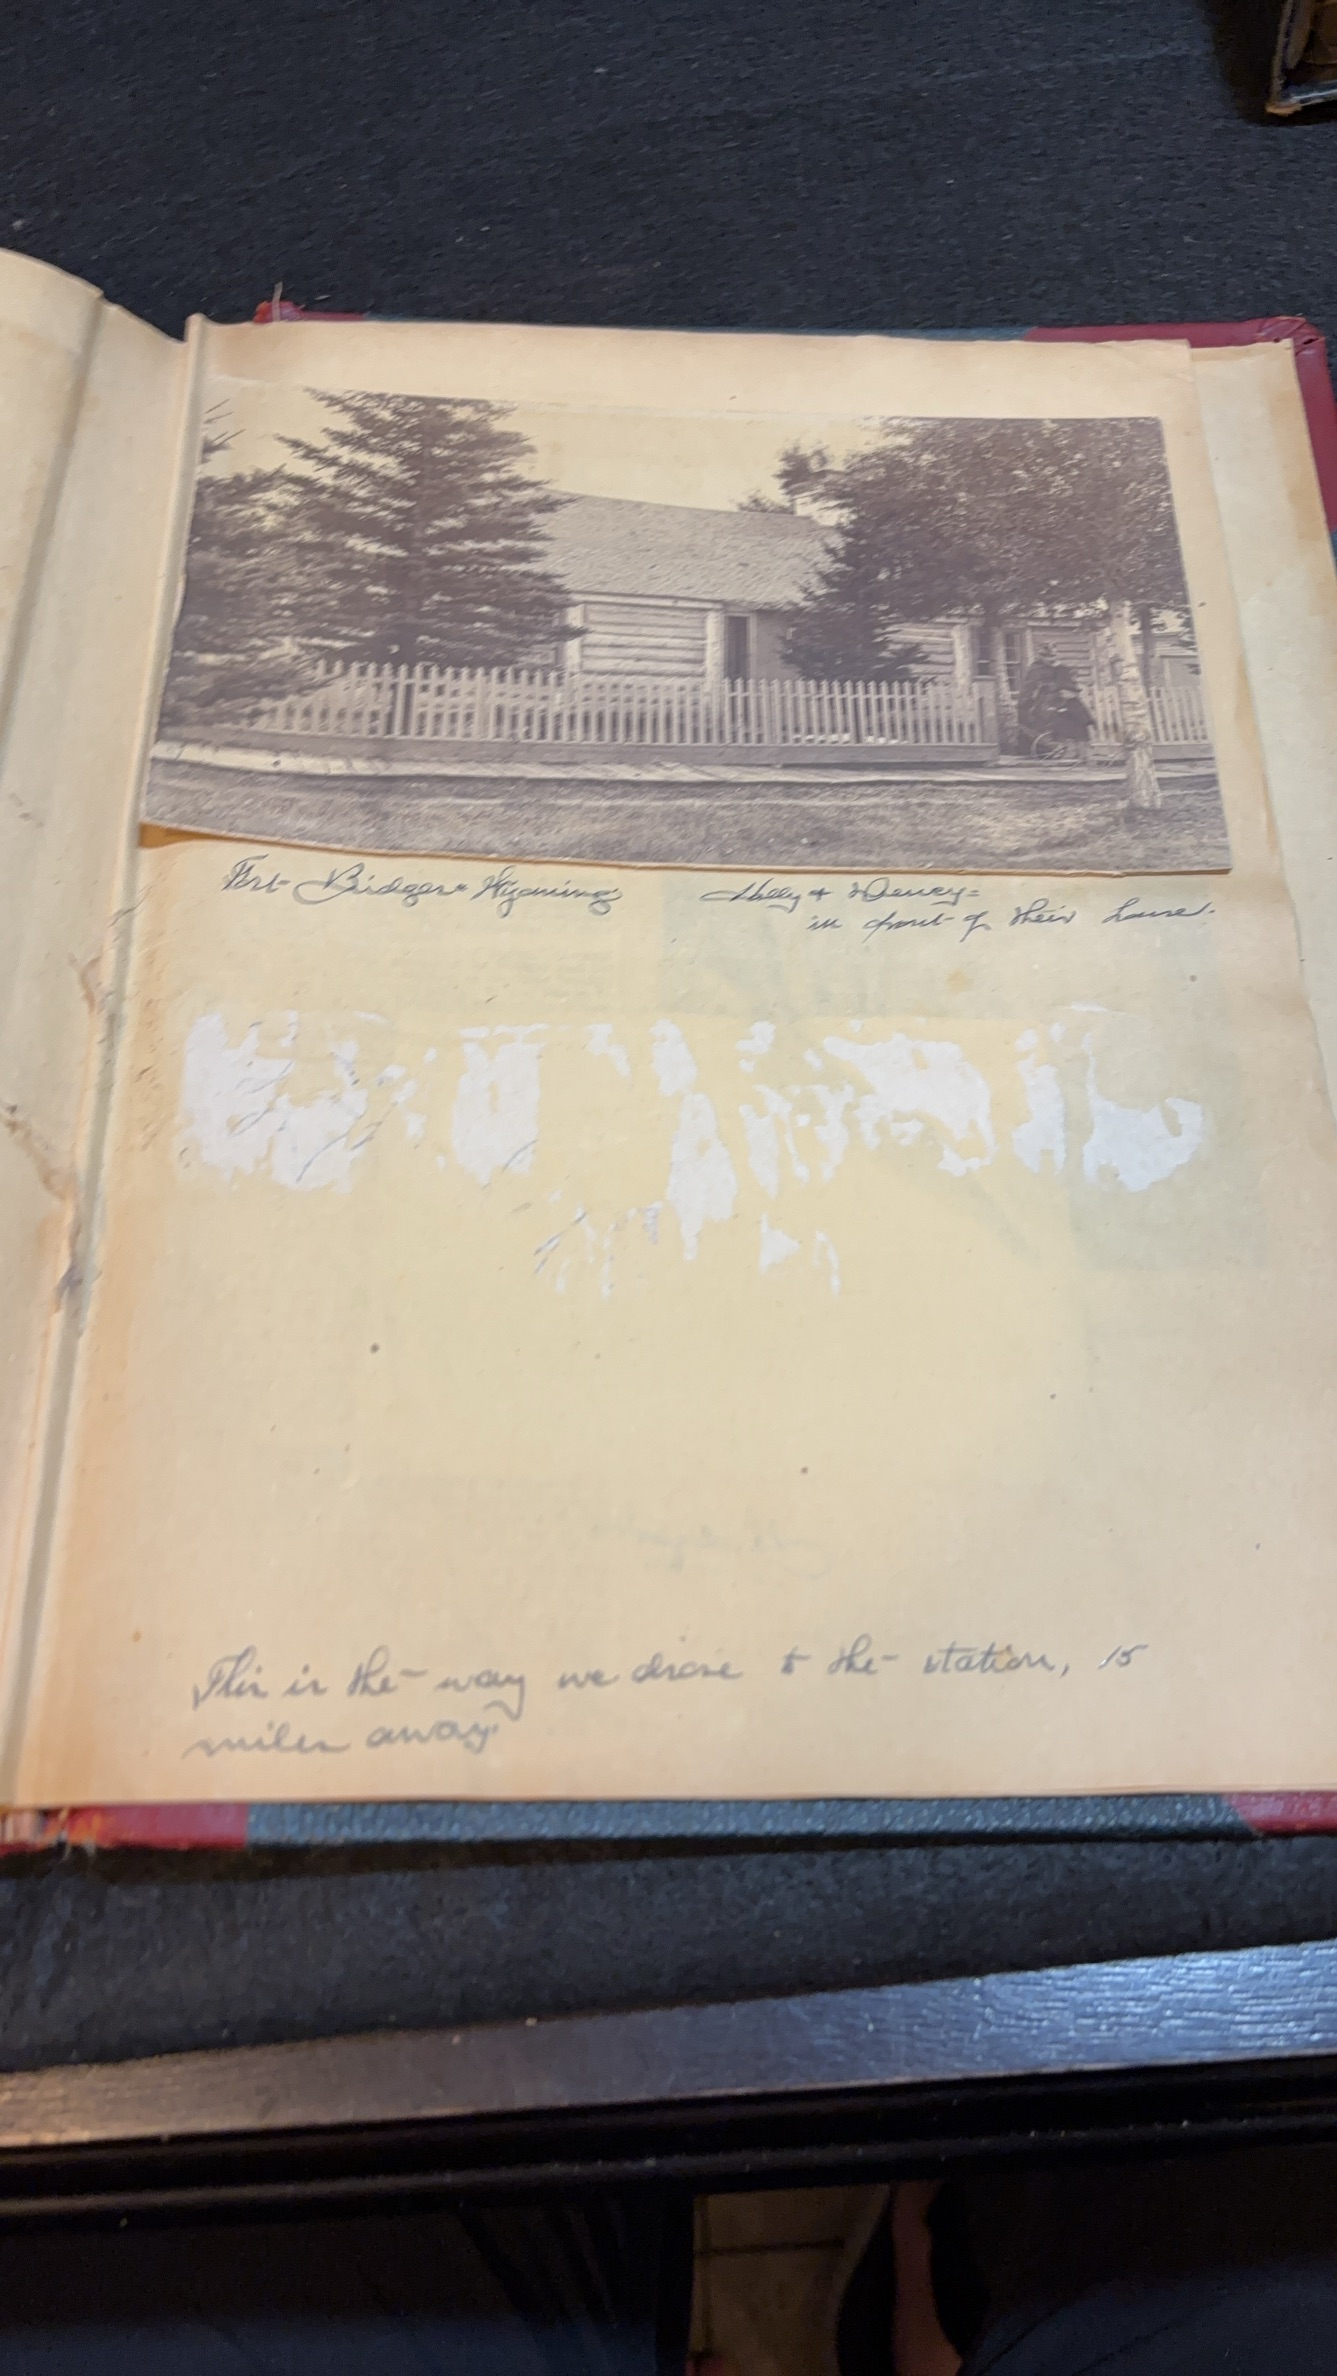 Fort Bridger Wyoming
& Dewey =
in front of their house.
This is the way we drove to the station, 15
miles away